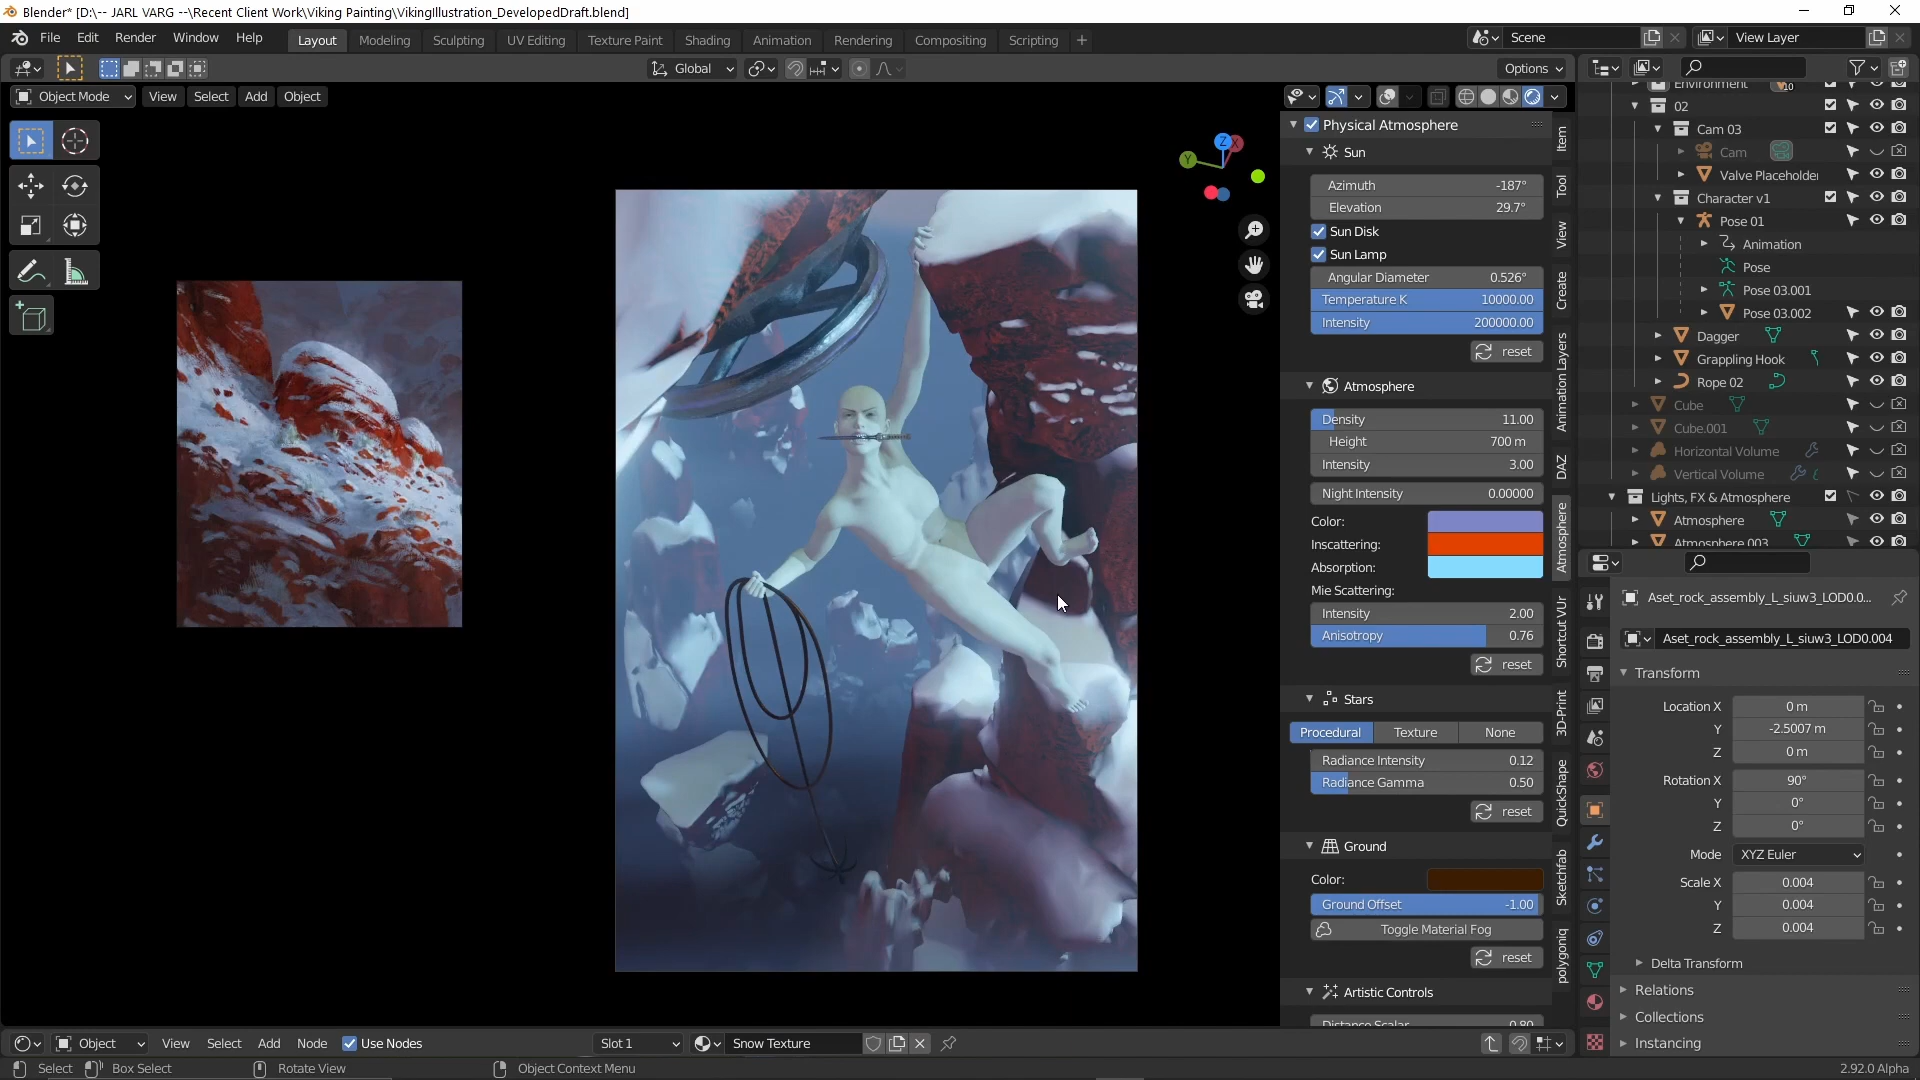 Blender* [D:\-- JARL VARG --\Recent Client Work\Viking Painting\VikingIllustration_DevelopedDraft.blend]
File Edit Render Window Help
Layout Modeling Sculpting UV Editing Texture Paint Shading Animation Rendering Compositing Scripting +
Scene
View Layer
Global
Options
Object Mode View Select Add Object
Z X
Y
Physical Atmosphere
Sun
Azimuth -187°
Elevation 29.7°
Sun Disk
Sun Lamp
Angular Diameter 0.526°
Temperature K 10000.00
Intensity 200000.00
reset
Atmosphere
Density 11.00
Height 700 m
Intensity 3.00
Night Intensity 0.00000
Color:
Inscattering:
Absorption:
Mie Scattering:
Intensity 2.00
Anisotropy 0.76
reset
Stars
Procedural Texture None
Radiance Intensity 0.12
Radiance Gamma 0.50
reset
Ground
Color:
Ground Offset -1.00
Toggle Material Fog
reset
Artistic Controls
Distance Scalar 0.80
Item
Tool
View
Create
Animation Layers
DAZ
Atmosphere
Shortcut VUr
3D-Print
QuickShape
Sketchfab
polygoniq
Environment 10
02
Cam 03
Cam
Valve Placeholder
Character v1
Pose 01
Animation
Pose
Pose 03.001
Pose 03.002
Dagger
Grappling Hook
Rope 02
Cube
Cube.001
Horizontal Volume
Vertical Volume
Lights, FX & Atmosphere
Atmosphere
Atmosphere.003
Aset_rock_assembly_L_siuw3_LOD0.0...
Aset_rock_assembly_L_siuw3_LOD0.004
Transform
Location X 0 m
Y -2.5007 m
Z 0 m
Rotation X 90°
Y 0°
Z 0°
Mode XYZ Euler
Scale X 0.004
Y 0.004
Z 0.004
Delta Transform
Relations
Collections
Instancing
Object View Select Add Node Use Nodes Slot 1 Snow Texture
Select Box Select Rotate View Object Context Menu 2.92.0 Alpha